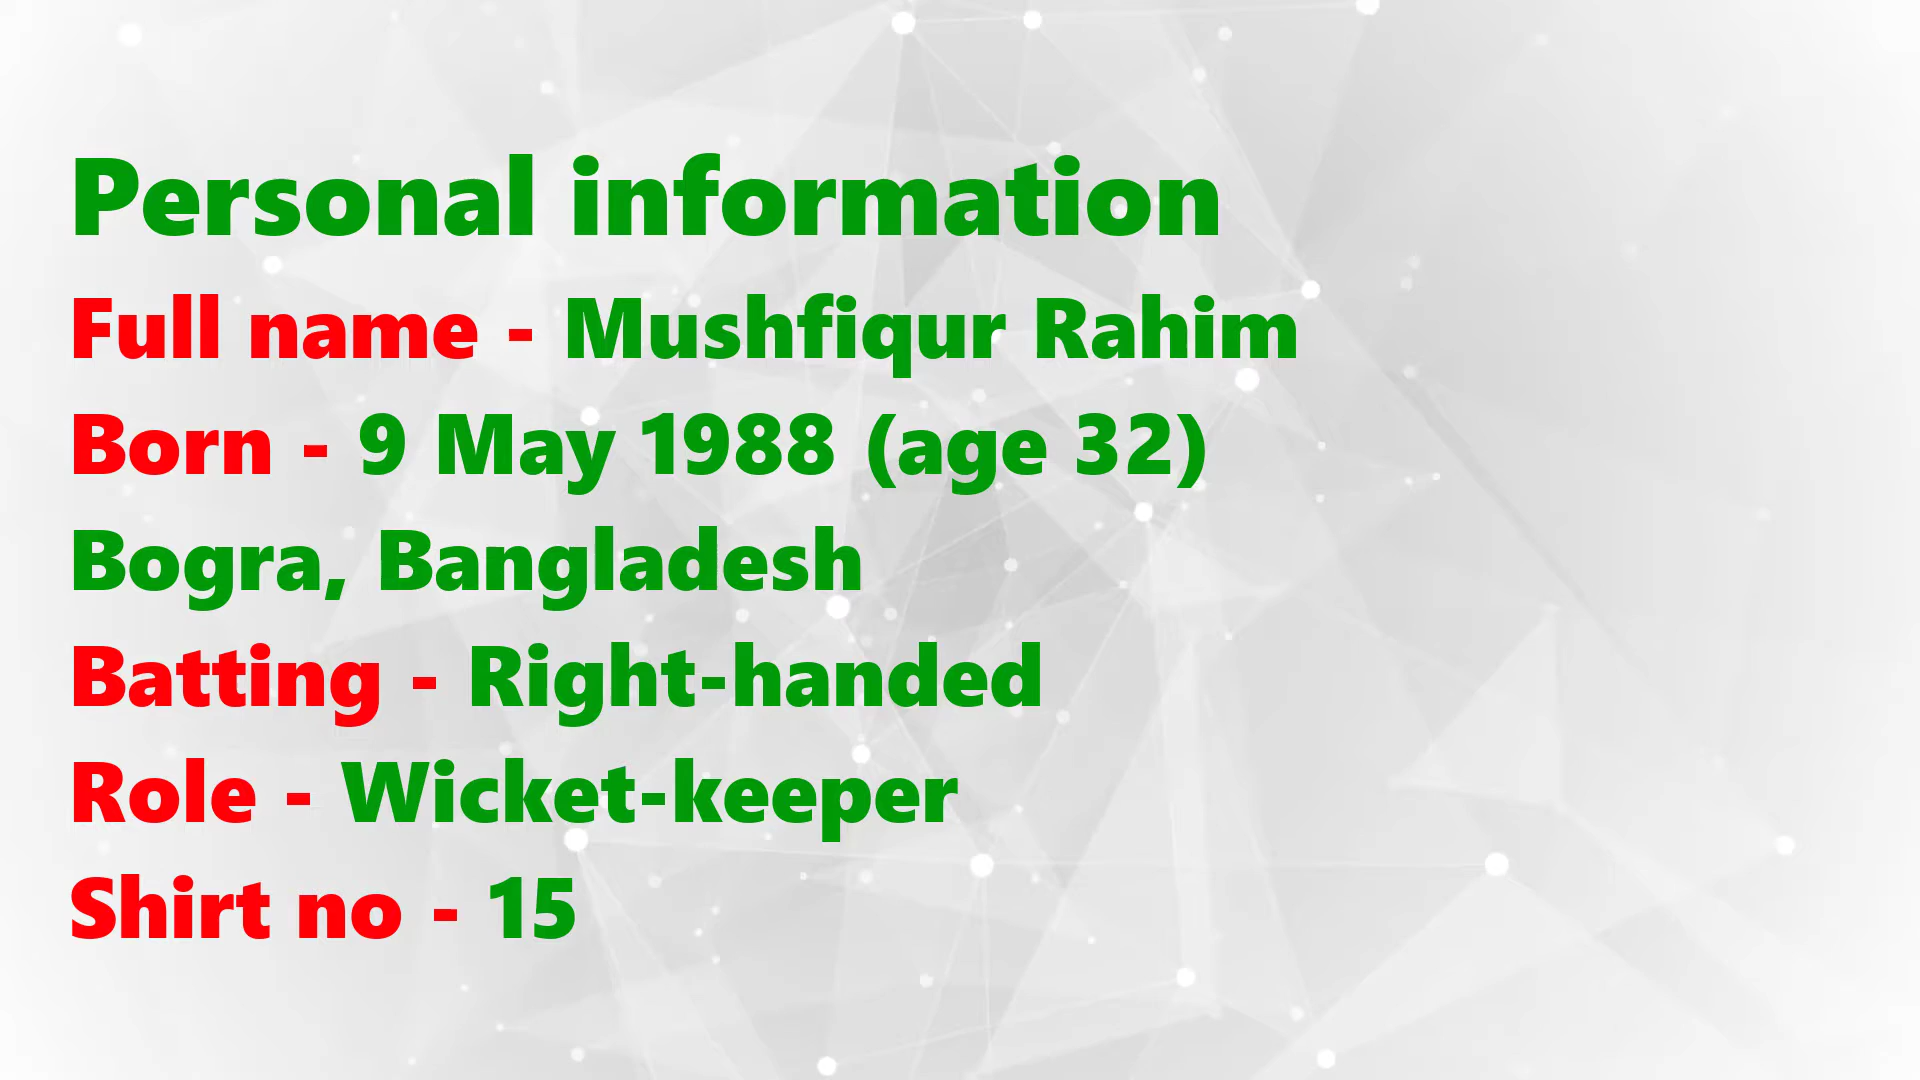 Personal information
Full name - Mushfiqur Rahim
Born - 9 May 1988 (age 32)
Bogra, Bangladesh
Batting - Right-handed
Role - Wicket-keeper
Shirt no - 15